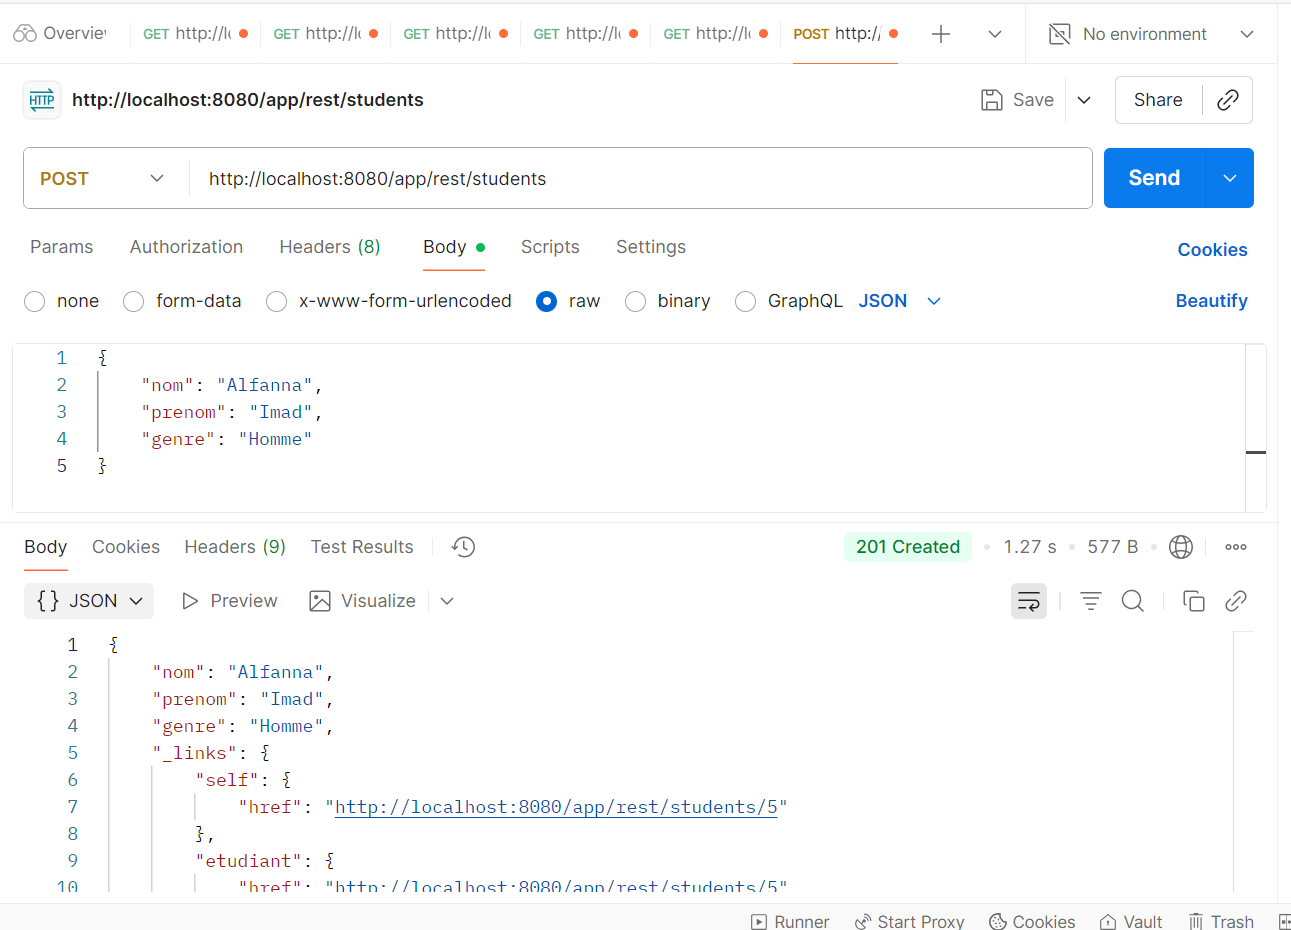 Overview GET http://lo GET http://lo GET http://lo GET http://lo GET http://lo POST http:// No environment
HTTP http://localhost:8080/app/rest/students Save Share
POST http://localhost:8080/app/rest/students Send
Params Authorization Headers (8) Body Scripts Settings Cookies
none form-data x-www-form-urlencoded raw binary GraphQL JSON Beautify
1 {
2 "nom": "Alfanna",
3 "prenom": "Imad",
4 "genre": "Homme"
5 }
Body Cookies Headers (9) Test Results 201 Created 1.27 s 577 B
{} JSON Preview Visualize
1 {
2 "nom": "Alfanna",
3 "prenom": "Imad",
4 "genre": "Homme",
5 "_links": {
6 "self": {
7 "href": "http://localhost:8080/app/rest/students/5"
8 },
9 "etudiant": {
10 "href": "http://localhost:8080/app/rest/students/5"
Runner Start Proxy Cookies Vault Trash